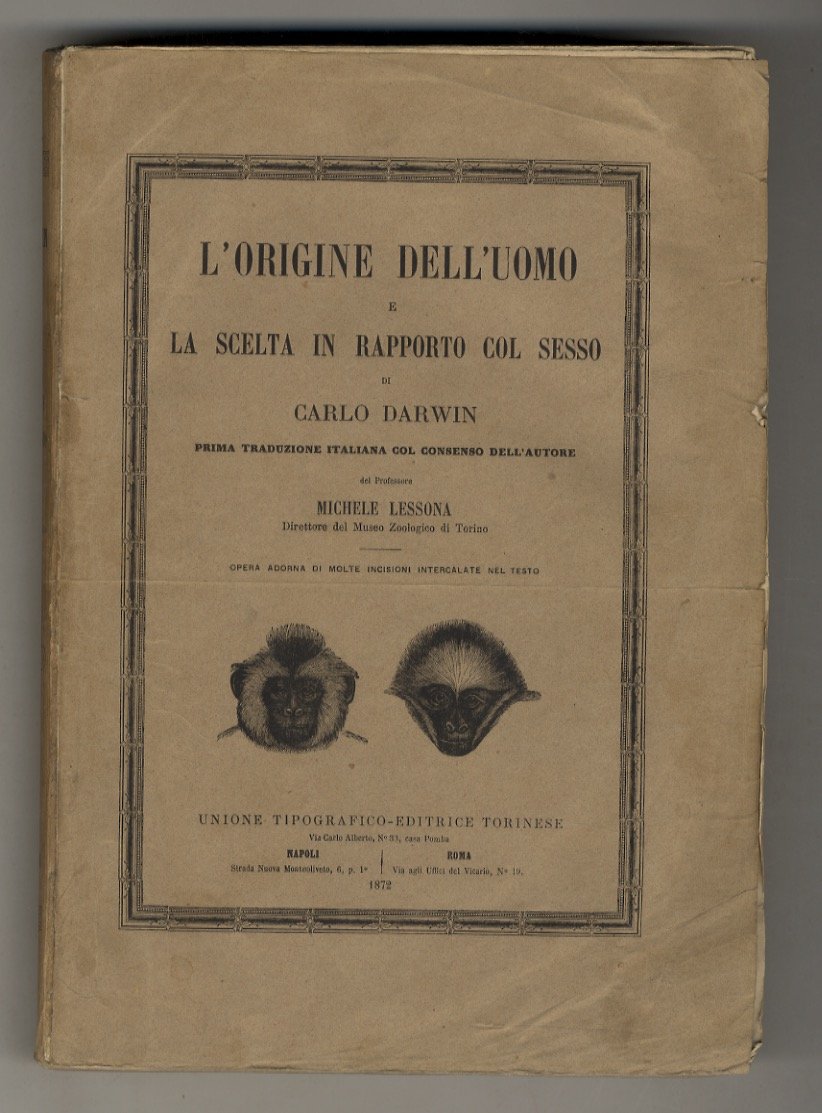 L'ORIGINE DELL'UOMO
E
LA SCELTA IN RAPPORTO COL SESSO
DI
CARLO DARWIN
PRIMA TRADUZIONE ITALIANA COL CONSENSO DELL'AUTORE
del Professore
MICHELE LESSONA
Direttore del Museo Zoologico di Torino
OPERA ADORNA DI MOLTE INCISIONI INTERCALATE NEL TESTO
UNIONE TIPOGRAFICO-EDITRICE TORINESE
Via Carlo Alberto, Nº 33, casa Pomba
NAPOLI
Strada Nuova Monteoliveto, 6, p. 1º
ROMA
Via agli Uffici del Vicario, Nº 19.
1872